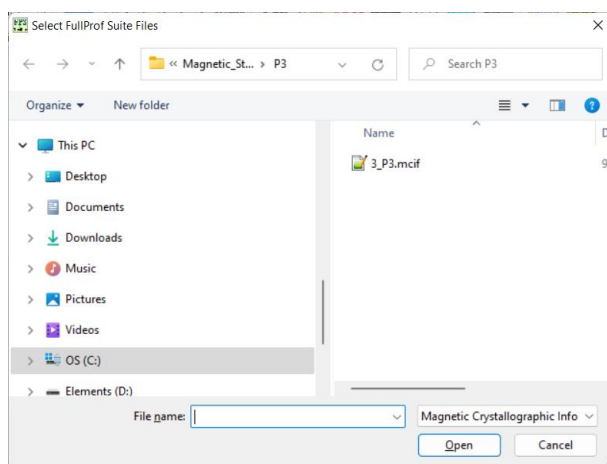 Select FullProf Suite Files
« Magnetic_St... > P3
Search P3
Organize
New folder
This PC
Desktop
Documents
Downloads
Music
Pictures
Videos
OS (C:)
Elements (D:)
Name
3_P3.mcif
9
File name:
Magnetic Crystallographic Info
Open
Cancel